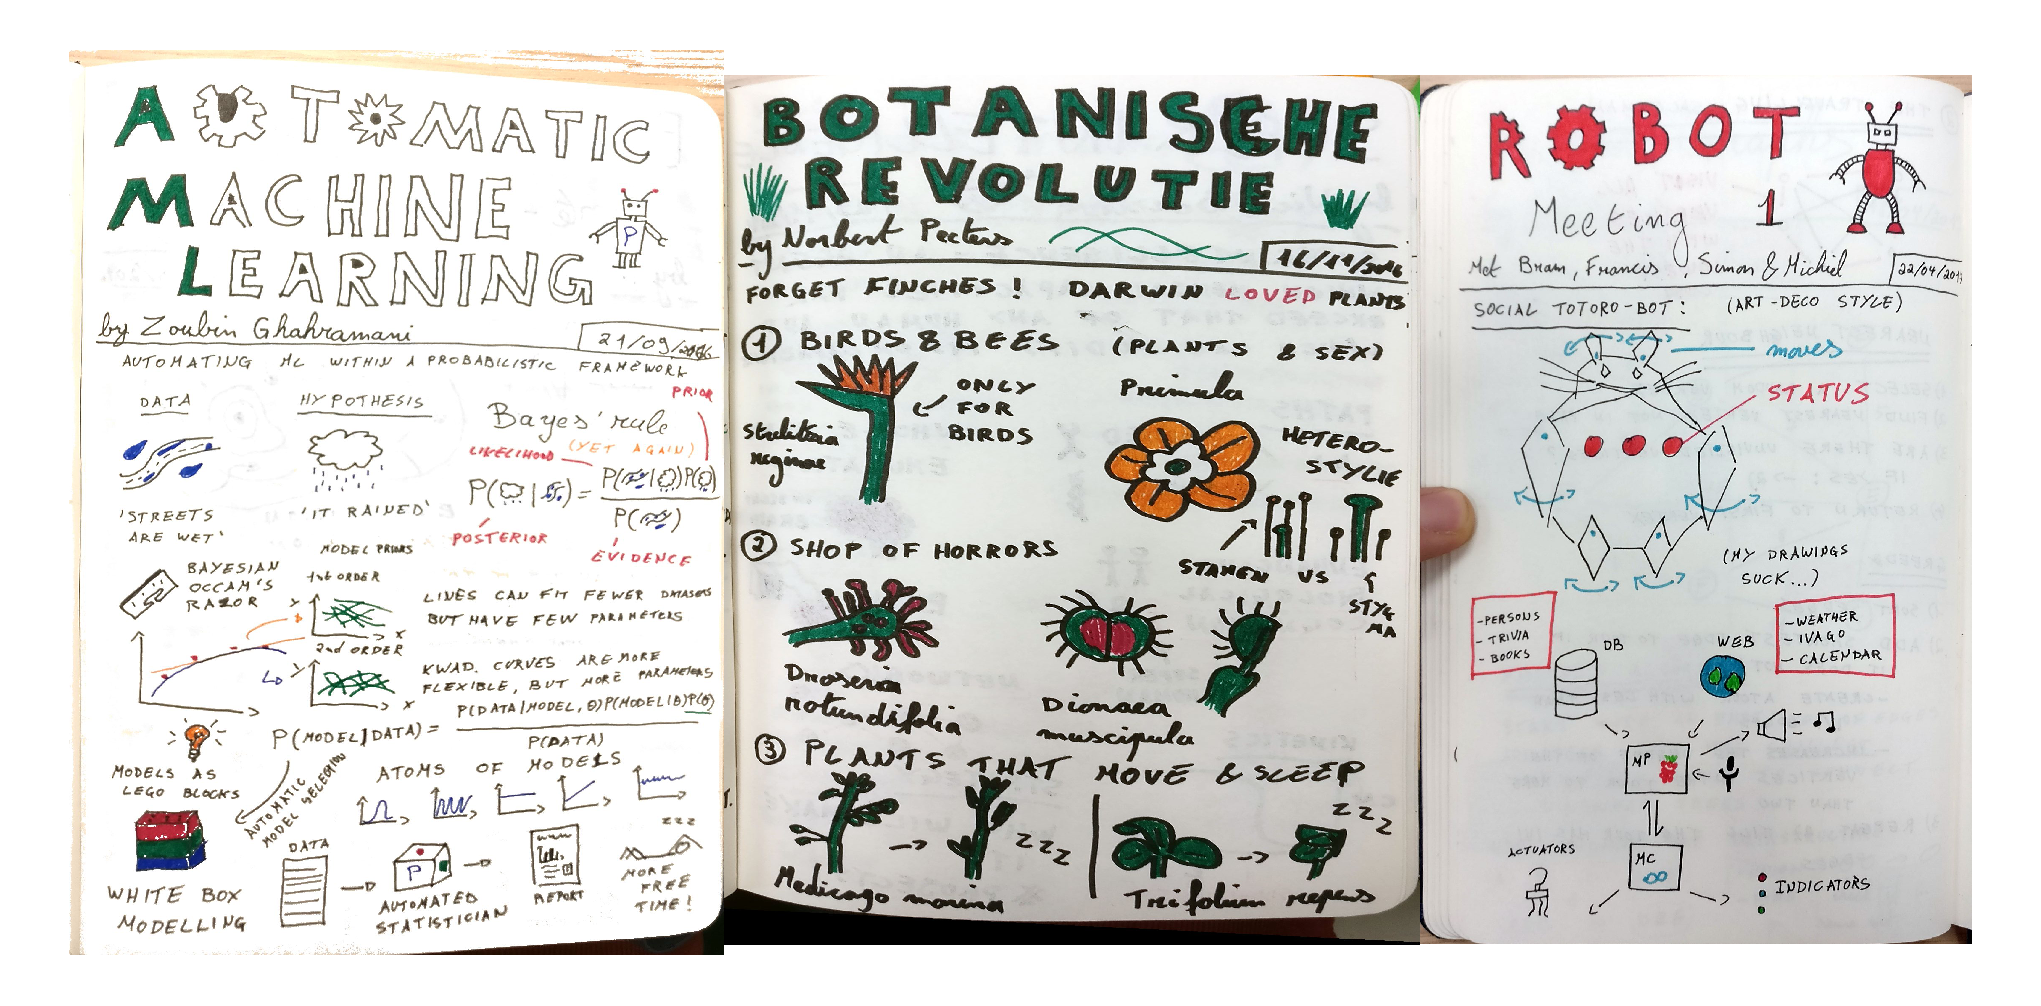 AUTOMATIC
MACHINE
LEARNING
P
by Zoubin Ghahramani
21/09/2016
AUTOMATING ML WITHIN A PROBABILISTIC FRAMEWORK
DATA
HYPOTHESIS
PRIOR
Bayes' rule
(YET AGAIN)
LIKELIHOOD
P( | ) = P( | )P( )
P( )
'STREETS
ARE WET'
'IT RAINED'
POSTERIOR
EVIDENCE
BAYESIAN
OCCAM'S
RAZOR
MODEL PRIORS
1st ORDER
Y
X
2nd ORDER
Y
X
LINES CAN FIT FEWER DATASETS
BUT HAVE FEW PARAMETERS
KWAD. CURVES ARE MORE
FLEXIBLE, BUT MORE PARAMETERS
P(MODEL|DATA) = P(DATA|MODEL, θ)P(MODEL|θ)P(θ)
P(DATA)
MODELS AS
LEGO BLOCKS
AUTOMATIC
MODEL SELECTION
ATOMS OF MODELS
WHITE BOX
MODELLING
DATA
P
AUTOMATED
STATISTICIAN
REPORT
zzz
MORE
FREE
TIME!
BOTANISCHE
REVOLUTIE
by Norbert Peeters
16/11/2016
FORGET FINCHES! DARWIN LOVED PLANTS
1 BIRDS & BEES (PLANTS & SEX)
Strelitzia
reginae
ONLY
FOR
BIRDS
Primula
HETERO-
STYLIE
STAMEN VS
STYG
MA
2 SHOP OF HORRORS
Droseria
rotundifolia
Dionaea
muscipula
3 PLANTS THAT MOVE & SLEEP
z z z
z z z
Medicago marina
Trifolium repens
ROBOT
Meeting 1
Met Bram, Francis, Simon & Michiel
SOCIAL TOTORO-BOT: (ART-DECO STYLE)
moves
STATUS
(MY DRAWINGS
SUCK...)
- PERSONS
- TRIVIA
- BOOKS
DB
WEB
- WEATHER
- IVAGO
- CALENDAR
MP
MC
ACTUATORS
INDICATORS